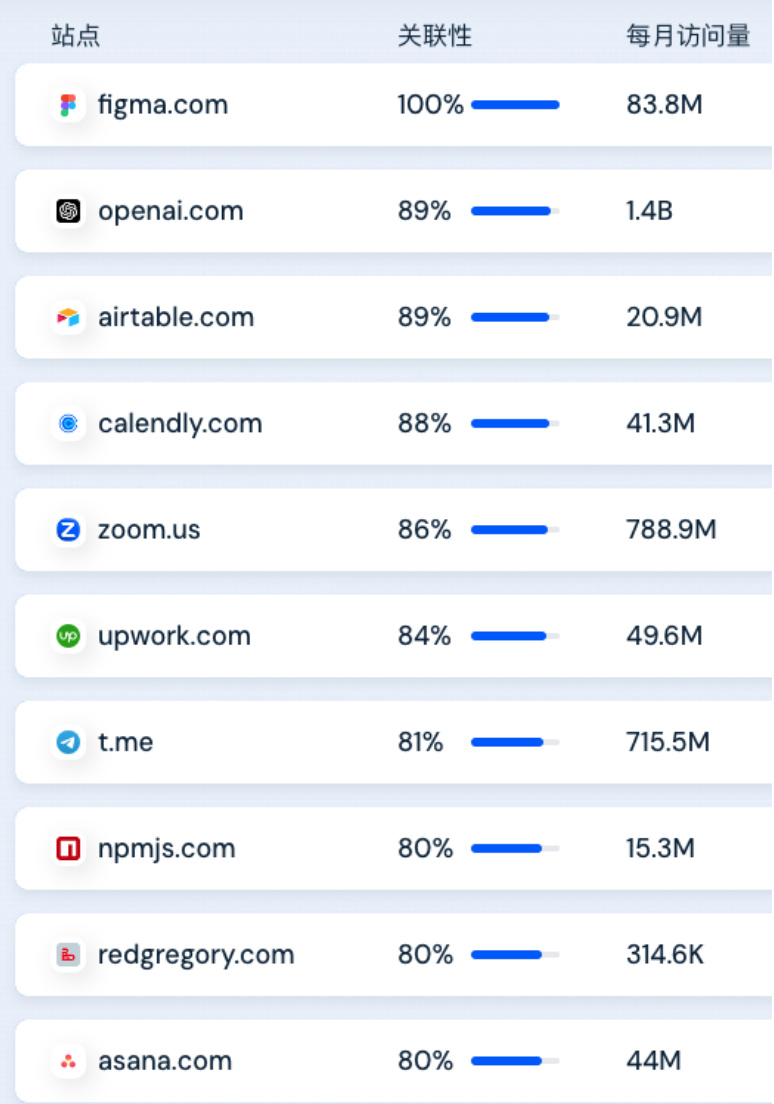 站点 关联性 每月访问量
figma.com 100% 83.8M
openai.com 89% 1.4B
airtable.com 89% 20.9M
calendly.com 88% 41.3M
zoom.us 86% 788.9M
up upwork.com 84% 49.6M
t.me 81% 715.5M
npmjs.com 80% 15.3M
redgregory.com 80% 314.6K
asana.com 80% 44M